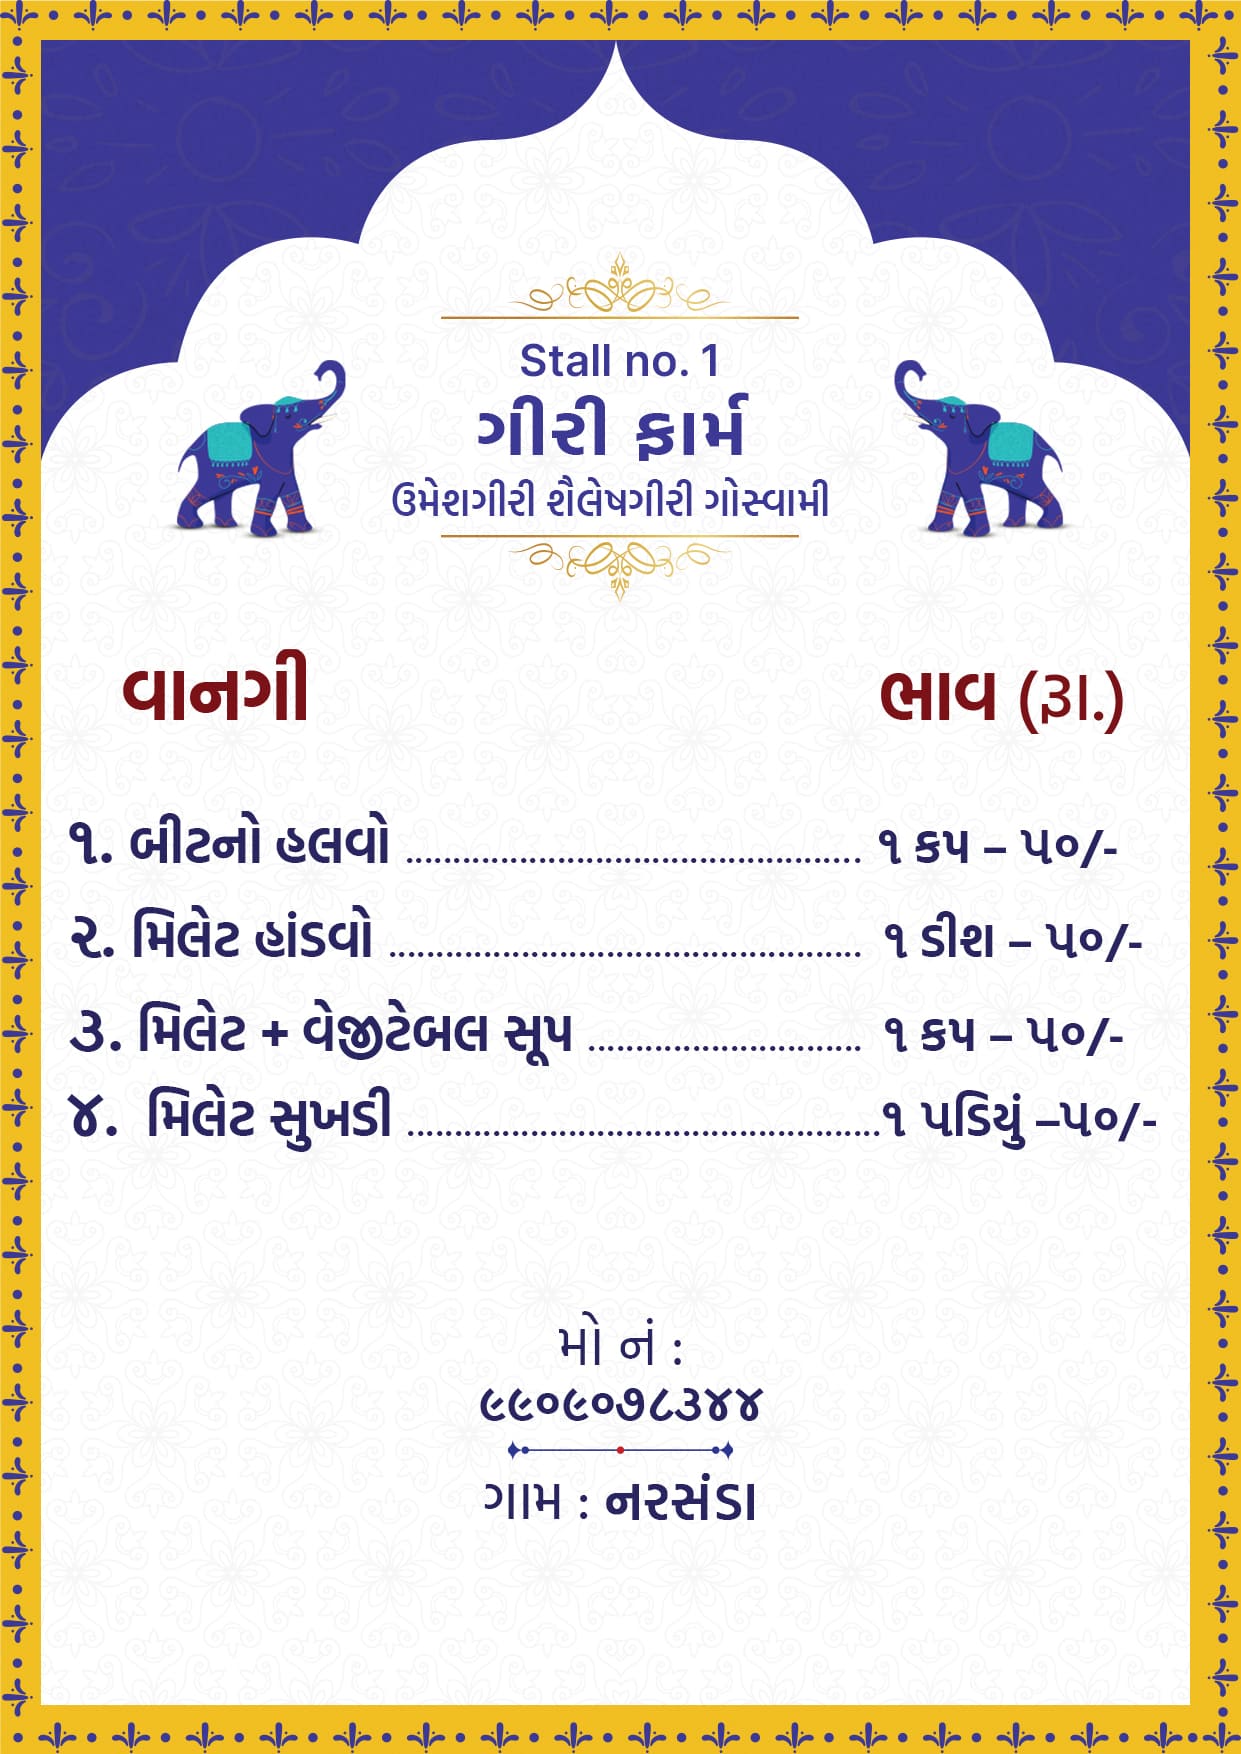 Stall no. 1
ગીરી ફાર્મ
ઉમેશગીરી શૈલેષગીરી ગોસ્વામી
વાનગી ભાવ (રૂા.)
૧. બીટનો હલવો ................................................ ૧ કપ – ૫૦/-
૨. મિલેટ હાંડવો .................................................. ૧ ડીશ – ૫૦/-
૩. મિલેટ + વેજીટેબલ સૂપ ............................. ૧ કપ – ૫૦/-
૪. મિલેટ સુખડી ..................................................૧ પડિયું –૫૦/-
મો નં :
૯૯૦૯૦૭૮૩૪૪
ગામ : નરસંડા